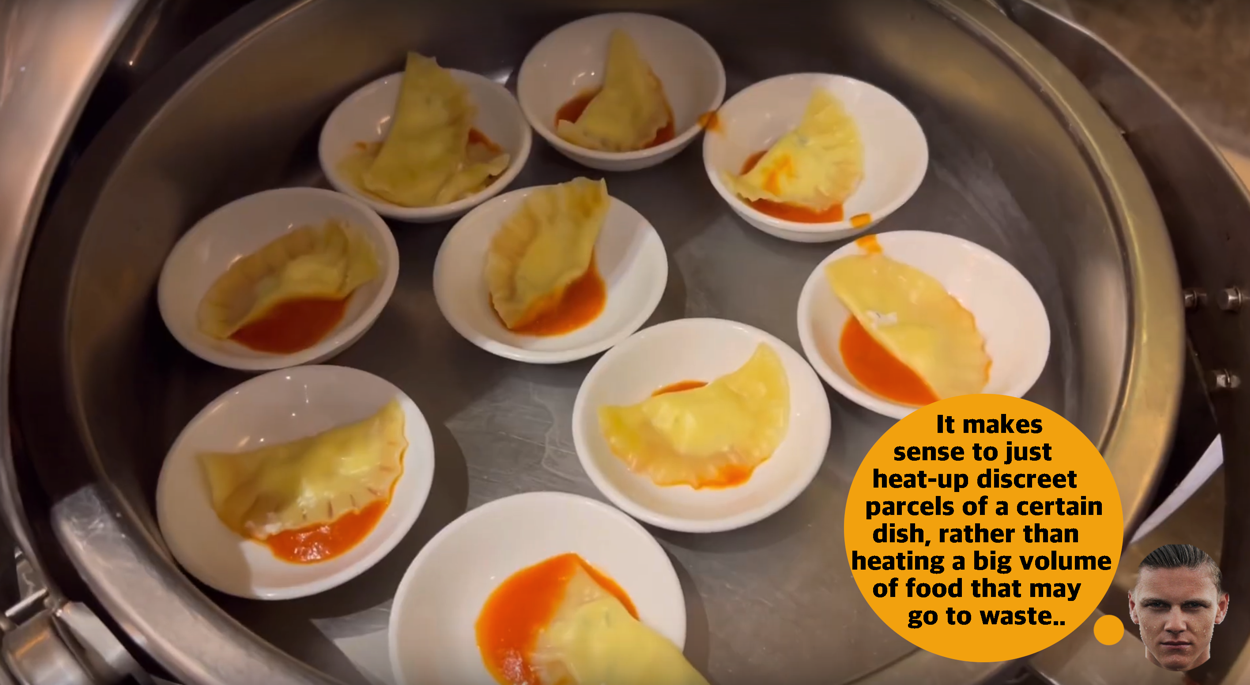 It makes
sense to just
heat-up discreet
parcels of a certain
dish, rather than
heating a big volume
of food that may
go to waste..